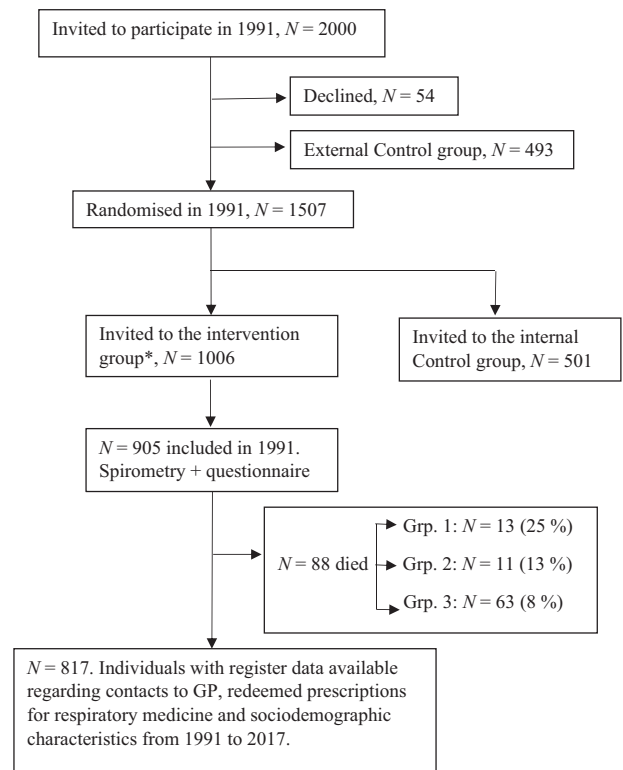 Invited to participate in 1991, N = 2000
Declined, N = 54
External Control group, N = 493
Randomised in 1991, N = 1507
Invited to the intervention
group*, N = 1006
Invited to the internal
Control group, N = 501
N = 905 included in 1991.
Spirometry + questionnaire
N = 88 died
Grp. 1: N = 13 (25 %)
Grp. 2: N = 11 (13 %)
Grp. 3: N = 63 (8 %)
N = 817. Individuals with register data available
regarding contacts to GP, redeemed prescriptions
for respiratory medicine and sociodemographic
characteristics from 1991 to 2017.